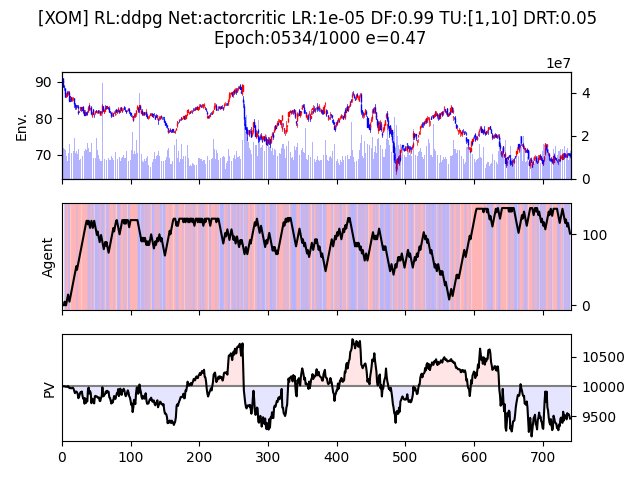 [XOM] RL:ddpg Net:actorcritic LR:1e-05 DF:0.99 TU:[1,10] DRT:0.05
Epoch:0534/1000 e=0.47
1e7
90
80
70
Env.
4
2
0
Agent
100
0
PV
10500
10000
9500
0 100 200 300 400 500 600 700